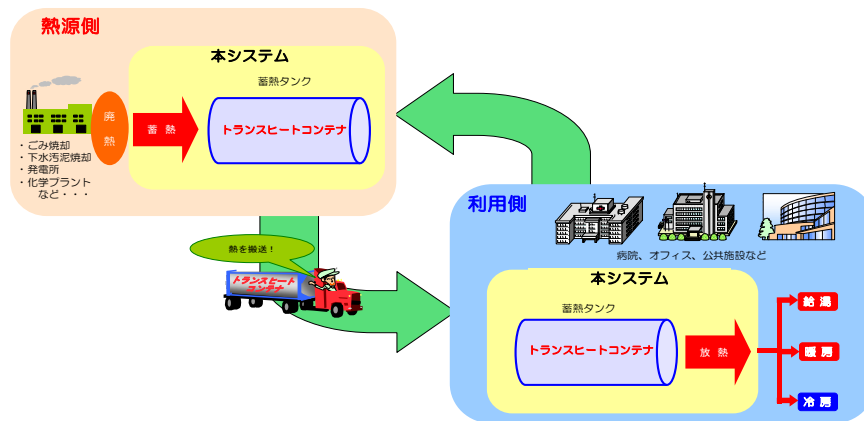 熱源側
本システム
蓄熱タンク
トランスヒートコンテナ
廃
熱
蓄 熱
・ごみ焼却
・下水汚泥焼却
・発電所
・化学プラント
など・・・
熱を搬送！
トランスヒート
コンテナ
利用側
病院、オフィス、公共施設など
本システム
蓄熱タンク
トランスヒートコンテナ
放 熱
給 湯
暖 房
冷 房